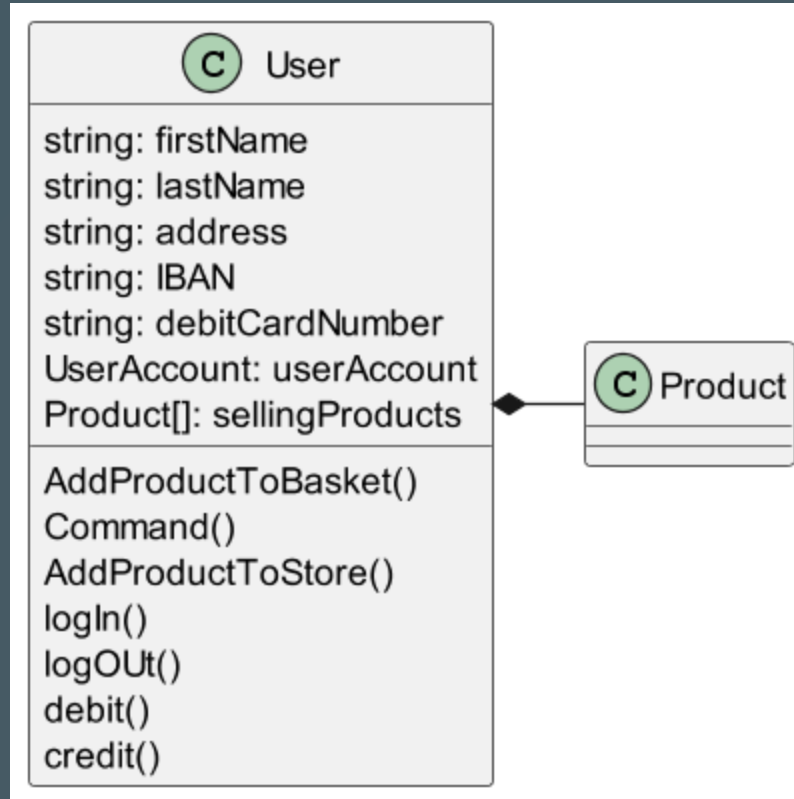 C User
string: firstName
string: lastName
string: address
string: IBAN
string: debitCardNumber
UserAccount: userAccount
Product[]: sellingProducts
AddProductToBasket()
Command()
AddProductToStore()
logIn()
logOUt()
debit()
credit()
C Product